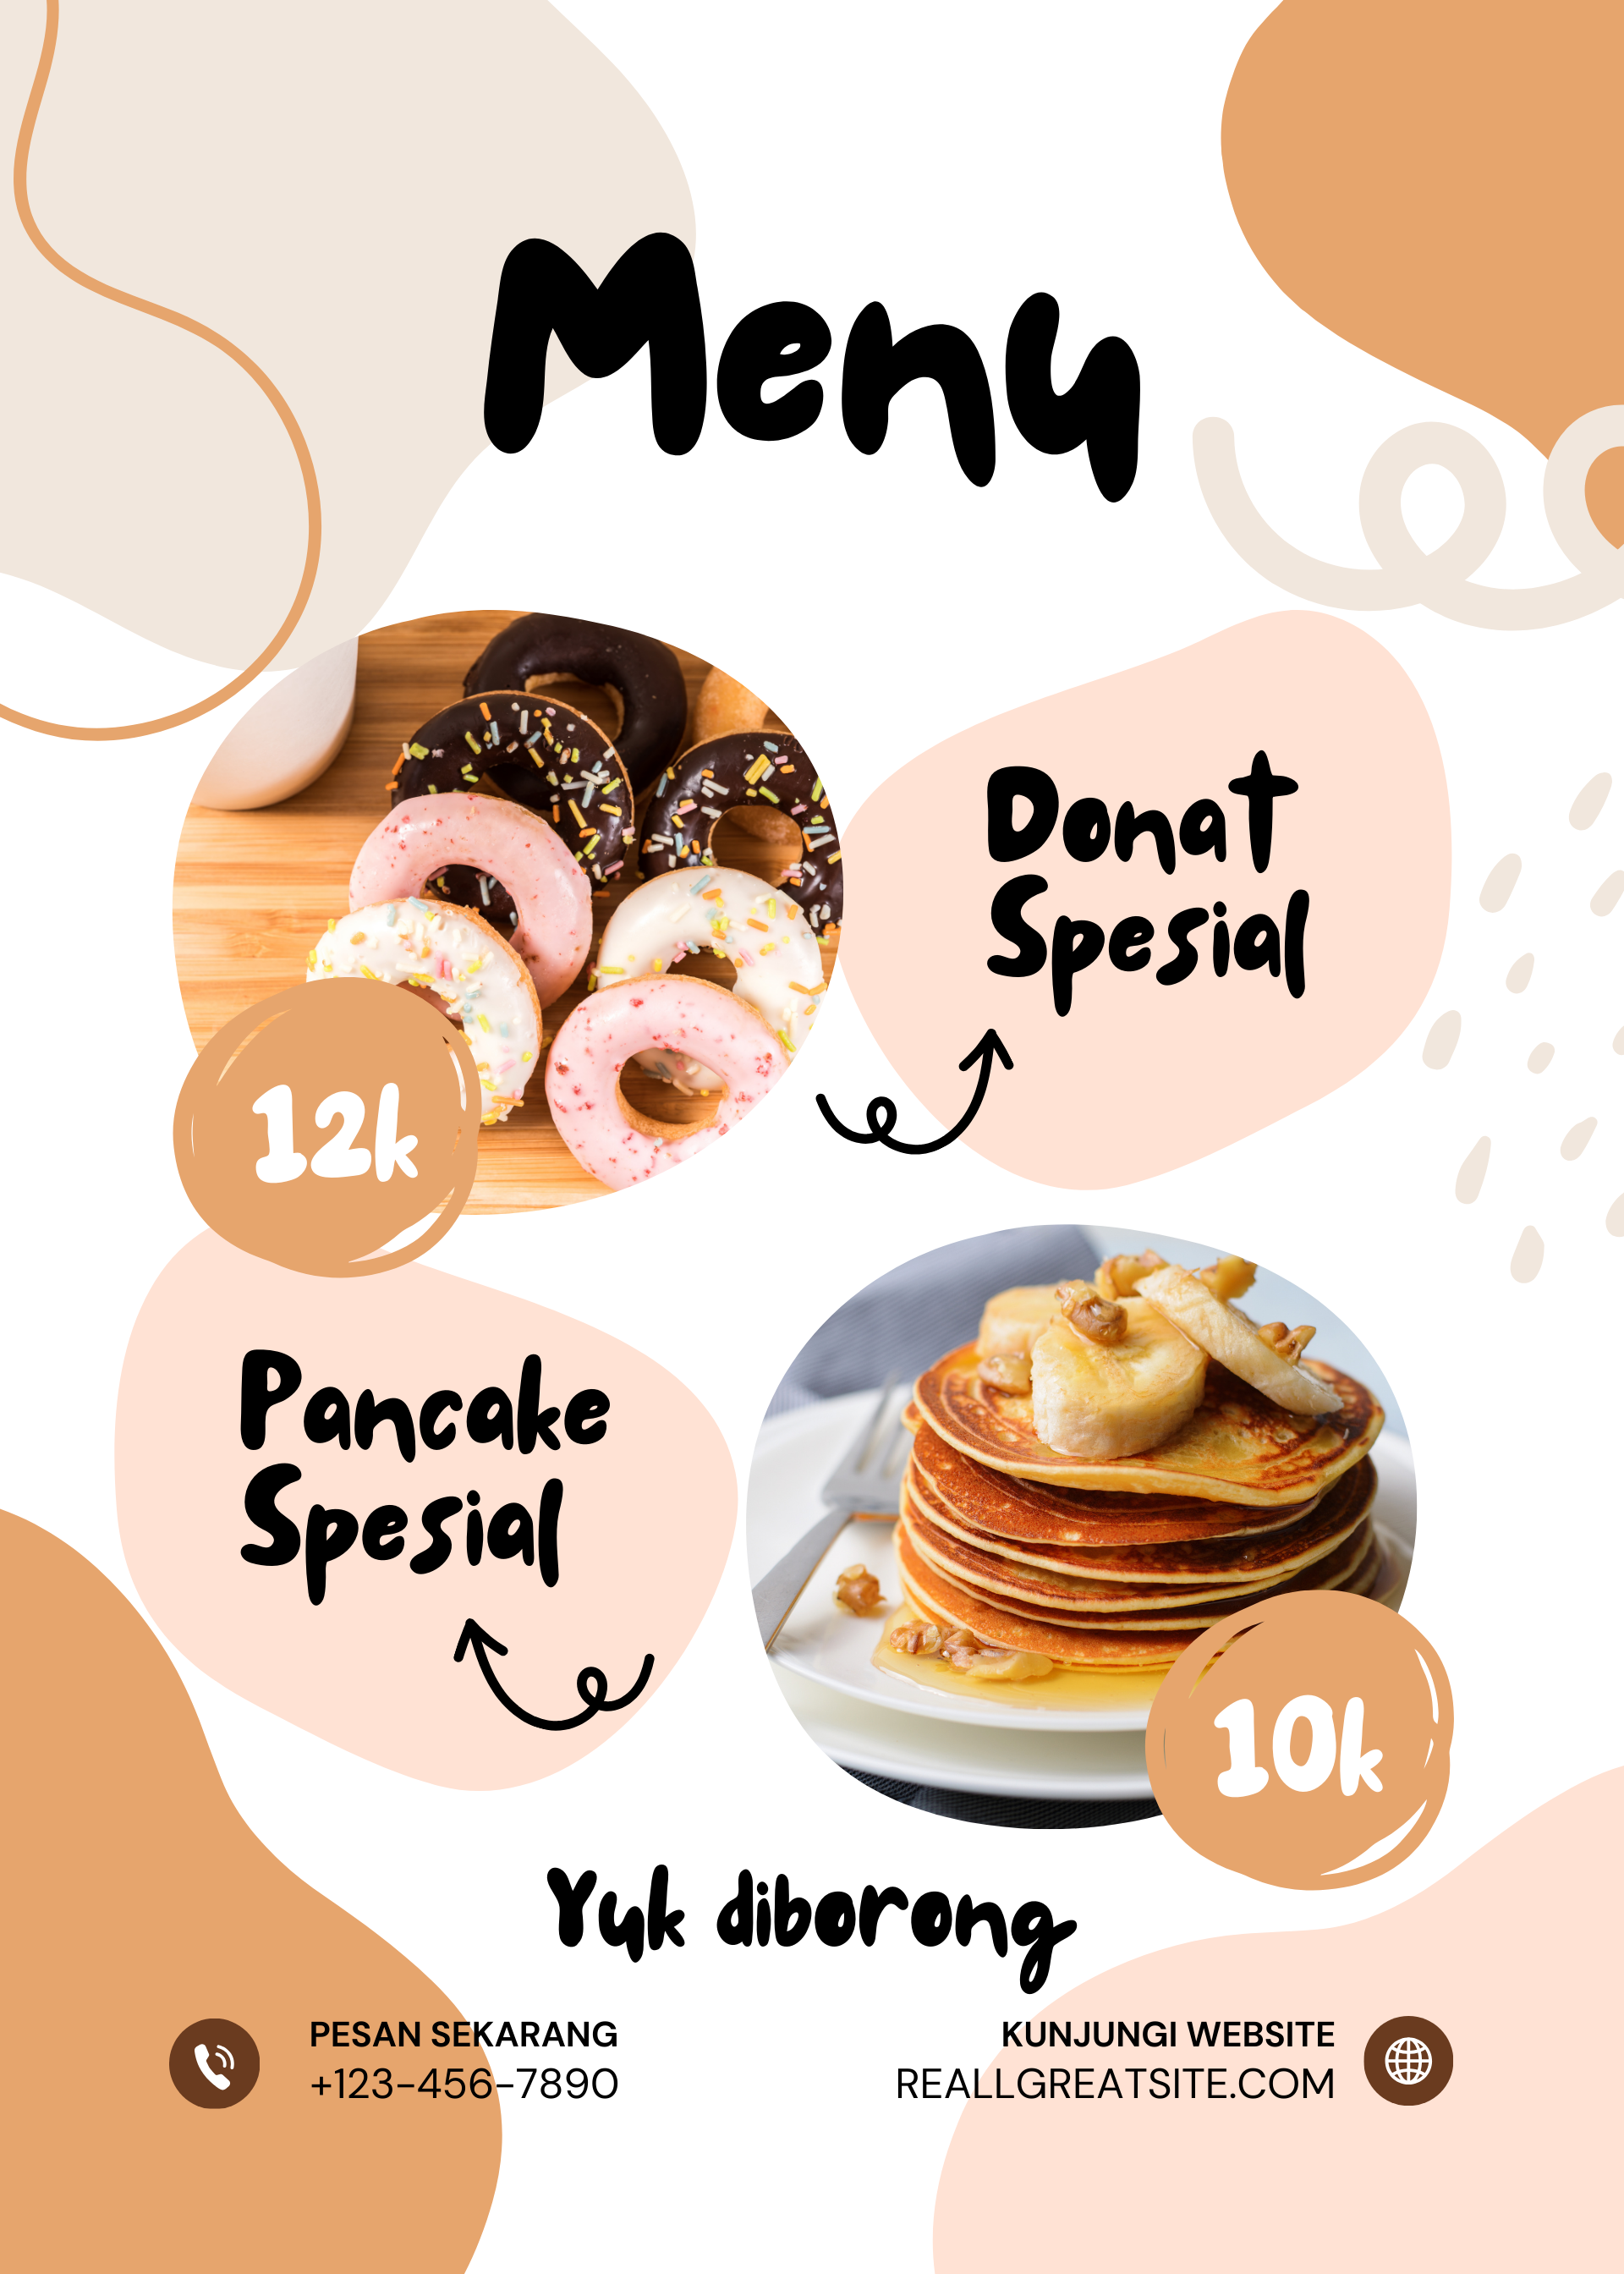 Menu
Donat
Spesial
12k
Pancake
Spesial
10k
Yuk diborong
PESAN SEKARANG
+123-456-7890
KUNJUNGI WEBSITE
REALLGREATSITE.COM